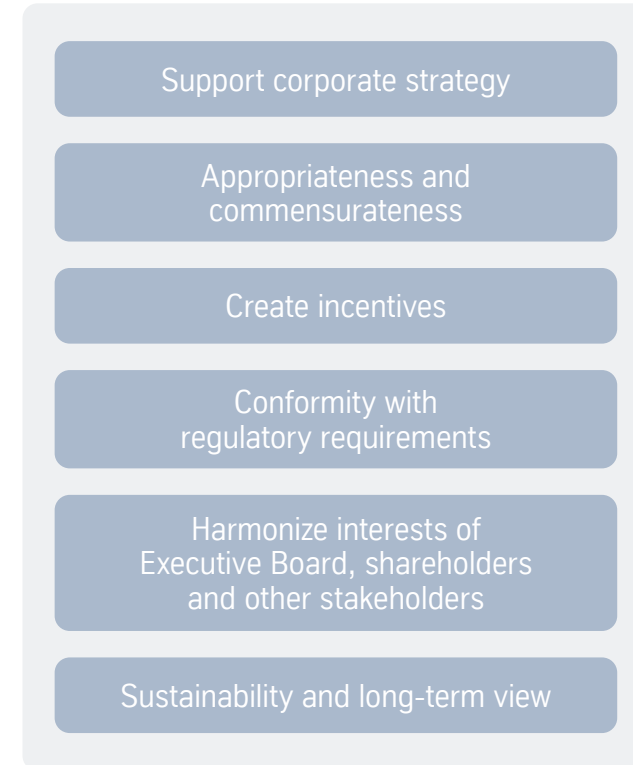 Support corporate strategy
Appropriateness and
commensurateness
Create incentives
Conformity with
regulatory requirements
Harmonize interests of
Executive Board, shareholders
and other stakeholders
Sustainability and long-term view